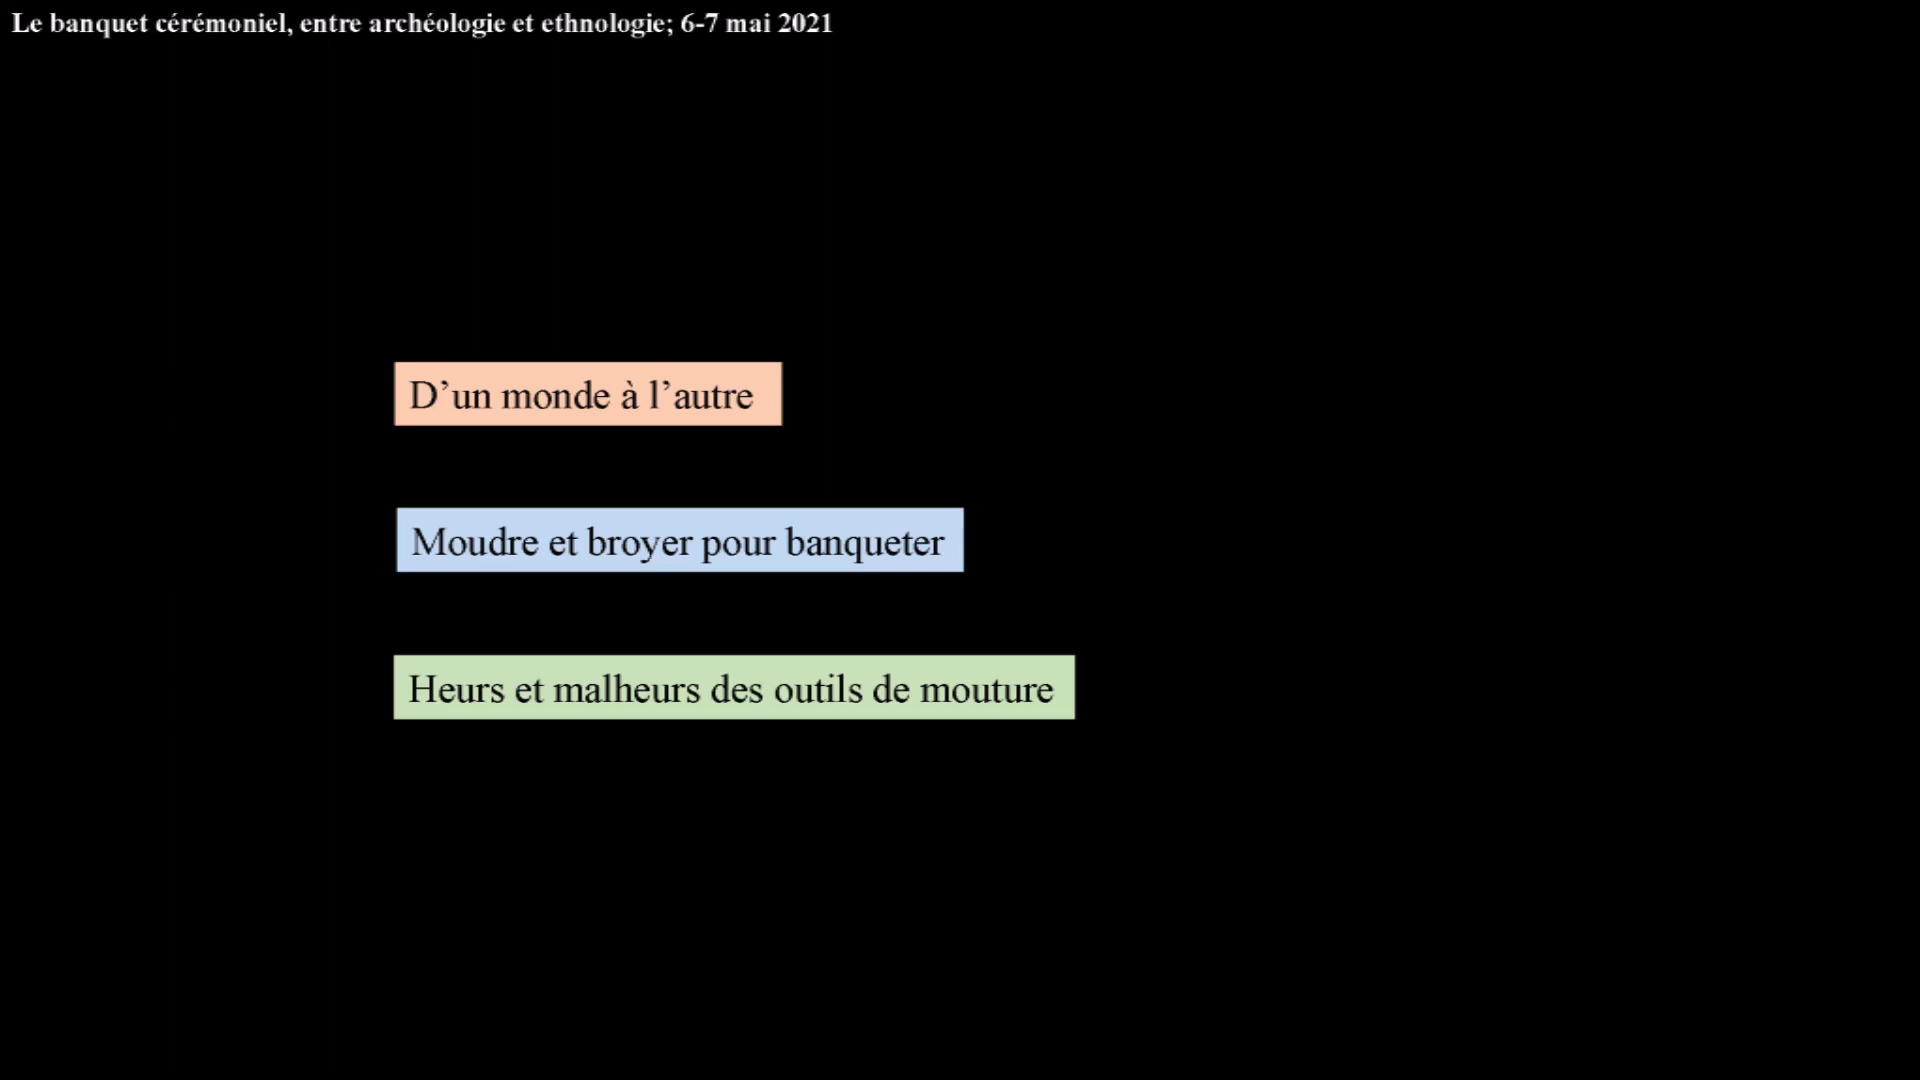 Le banquet cérémoniel, entre archéologie et ethnologie; 6-7 mai 2021
D’un monde à l’autre
Moudre et broyer pour banqueter
Heurs et malheurs des outils de mouture